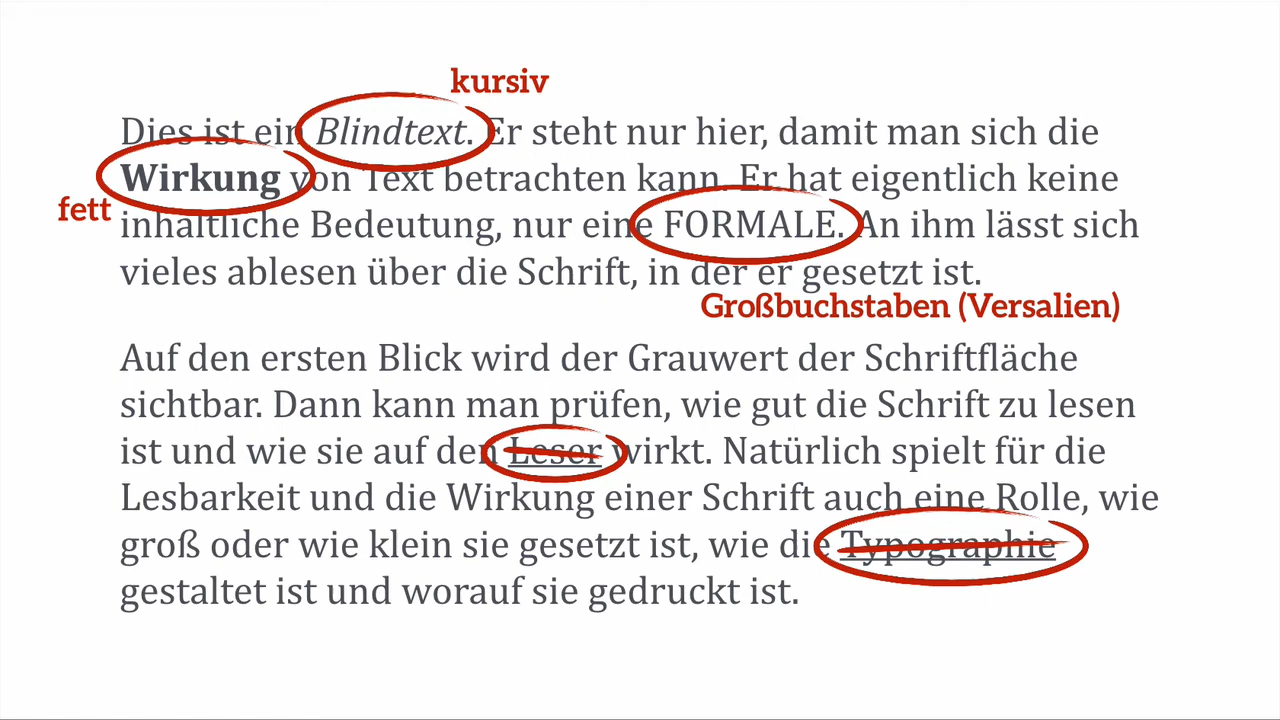 kursiv
Dies ist ein Blindtext. Er steht nur hier, damit man sich die
Wirkung von Text betrachten kann. Er hat eigentlich keine
fett
inhaltliche Bedeutung, nur eine FORMALE. An ihm lässt sich
vieles ablesen über die Schrift, in der er gesetzt ist.
Großbuchstaben (Versalien)
Auf den ersten Blick wird der Grauwert der Schriftfläche
sichtbar. Dann kann man prüfen, wie gut die Schrift zu lesen
ist und wie sie auf den Leser wirkt. Natürlich spielt für die
Lesbarkeit und die Wirkung einer Schrift auch eine Rolle, wie
groß oder wie klein sie gesetzt ist, wie die Typographie
gestaltet ist und worauf sie gedruckt ist.